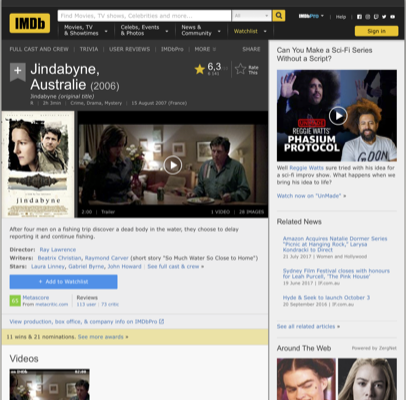 IMDb
Find Movies, TV shows, Celebrities and more...
All
IMDbPro
Help
Movies, TV
& Showtimes
Celebs, Events
& Photos
News &
Community
Watchlist
Sign in
FULL CAST AND CREW | TRIVIA | USER REVIEWS | IMDbPro | MORE
SHARE
Jindabyne,
Australie (2006)
Jindabyne (original title)
R | 2h 3min | Crime, Drama, Mystery | 15 August 2007 (France)
6,3
Rate
This
jindabyne
2:00 | Trailer
1 VIDEO | 28 IMAGES
After four men on a fishing trip discover a dead body in the water, they choose to delay
reporting it and continue fishing.
Director: Ray Lawrence
Writers: Beatrix Christian, Raymond Carver (short story "So Much Water So Close to Home")
Stars: Laura Linney, Gabriel Byrne, John Howard | See full cast & crew »
+ Add to Watchlist
Metascore
From metacritic.com
Reviews
113 user | 73 critic
View production, box office, & company info on IMDbPro
11 wins & 21 nominations. See more awards »
Videos
Can You Make a Sci-Fi Series
Without a Script?
REGGIE WATTS'
PHASIUM
PROTOCOL
Well Reggie Watts sure tried with his idea for
a sci-fi improv show. What happens when we
bring his idea to life?
Watch now on "UnMade" »
Related News
Amazon Acquires Natalie Dormer Series
"Picnic at Hanging Rock," Larysa
Kondracki to Direct
21 July 2017 | Women and Hollywood
Sydney Film Festival closes with honours
for Leah Purcell, 'The Pink House'
19 June 2017 | IF.com.au
Hyde & Seek to launch October 3
20 September 2016 | IF.com.au
See all related articles »
Around The Web
Powered by ZergNet